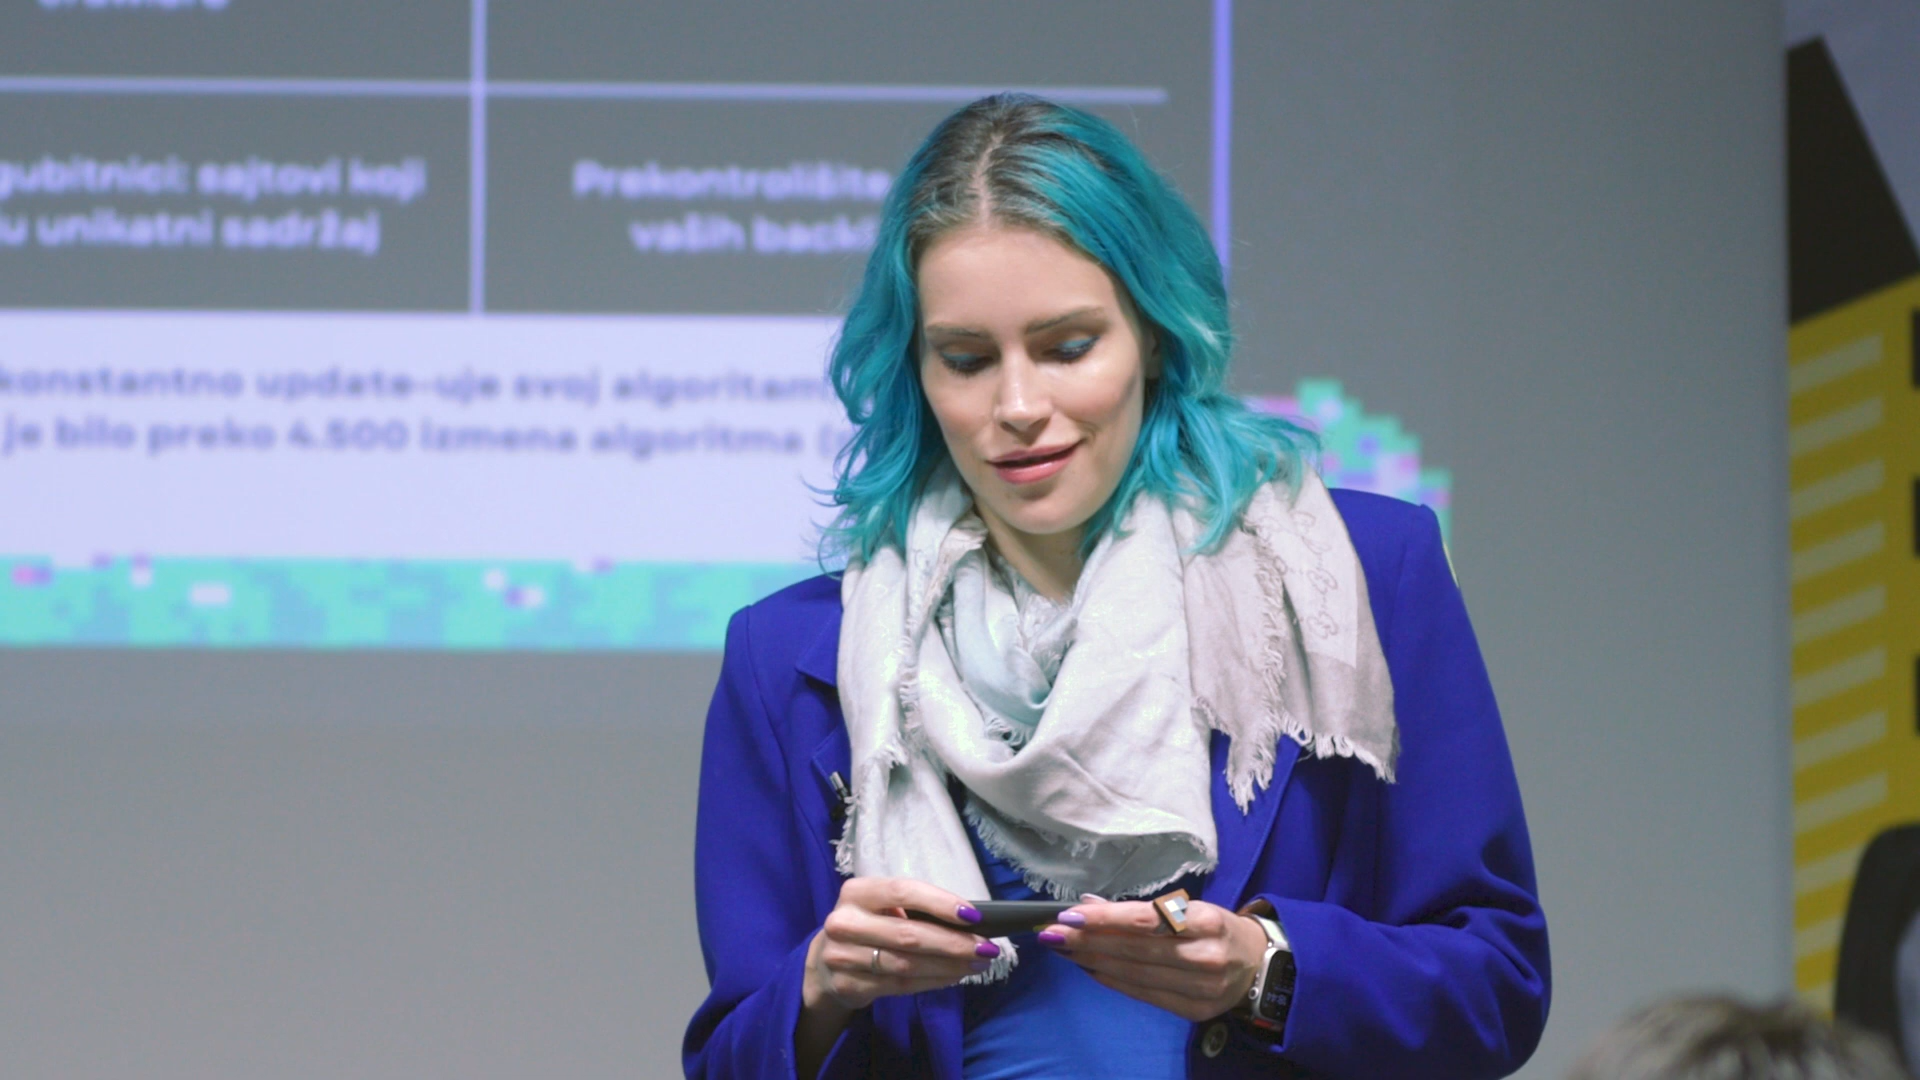 gubitnici: sajtovi koji
u unikatni sadržaj
Prekontrolišite
vaših
konstantno update-uje svoj algoritam
je bilo preko 4.500 izmena algoritma